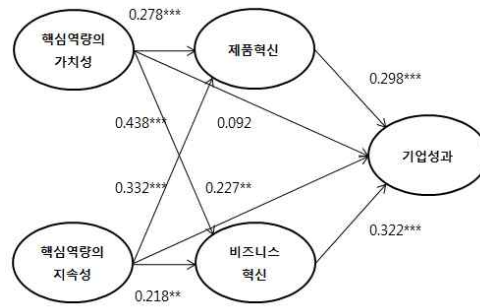 0.278***
핵심역량의
가치성
제품혁신
0.298***
0.438***
0.092
기업성과
0.332***
0.227**
핵심역량의
지속성
비즈니스
혁신
0.322***
0.218**